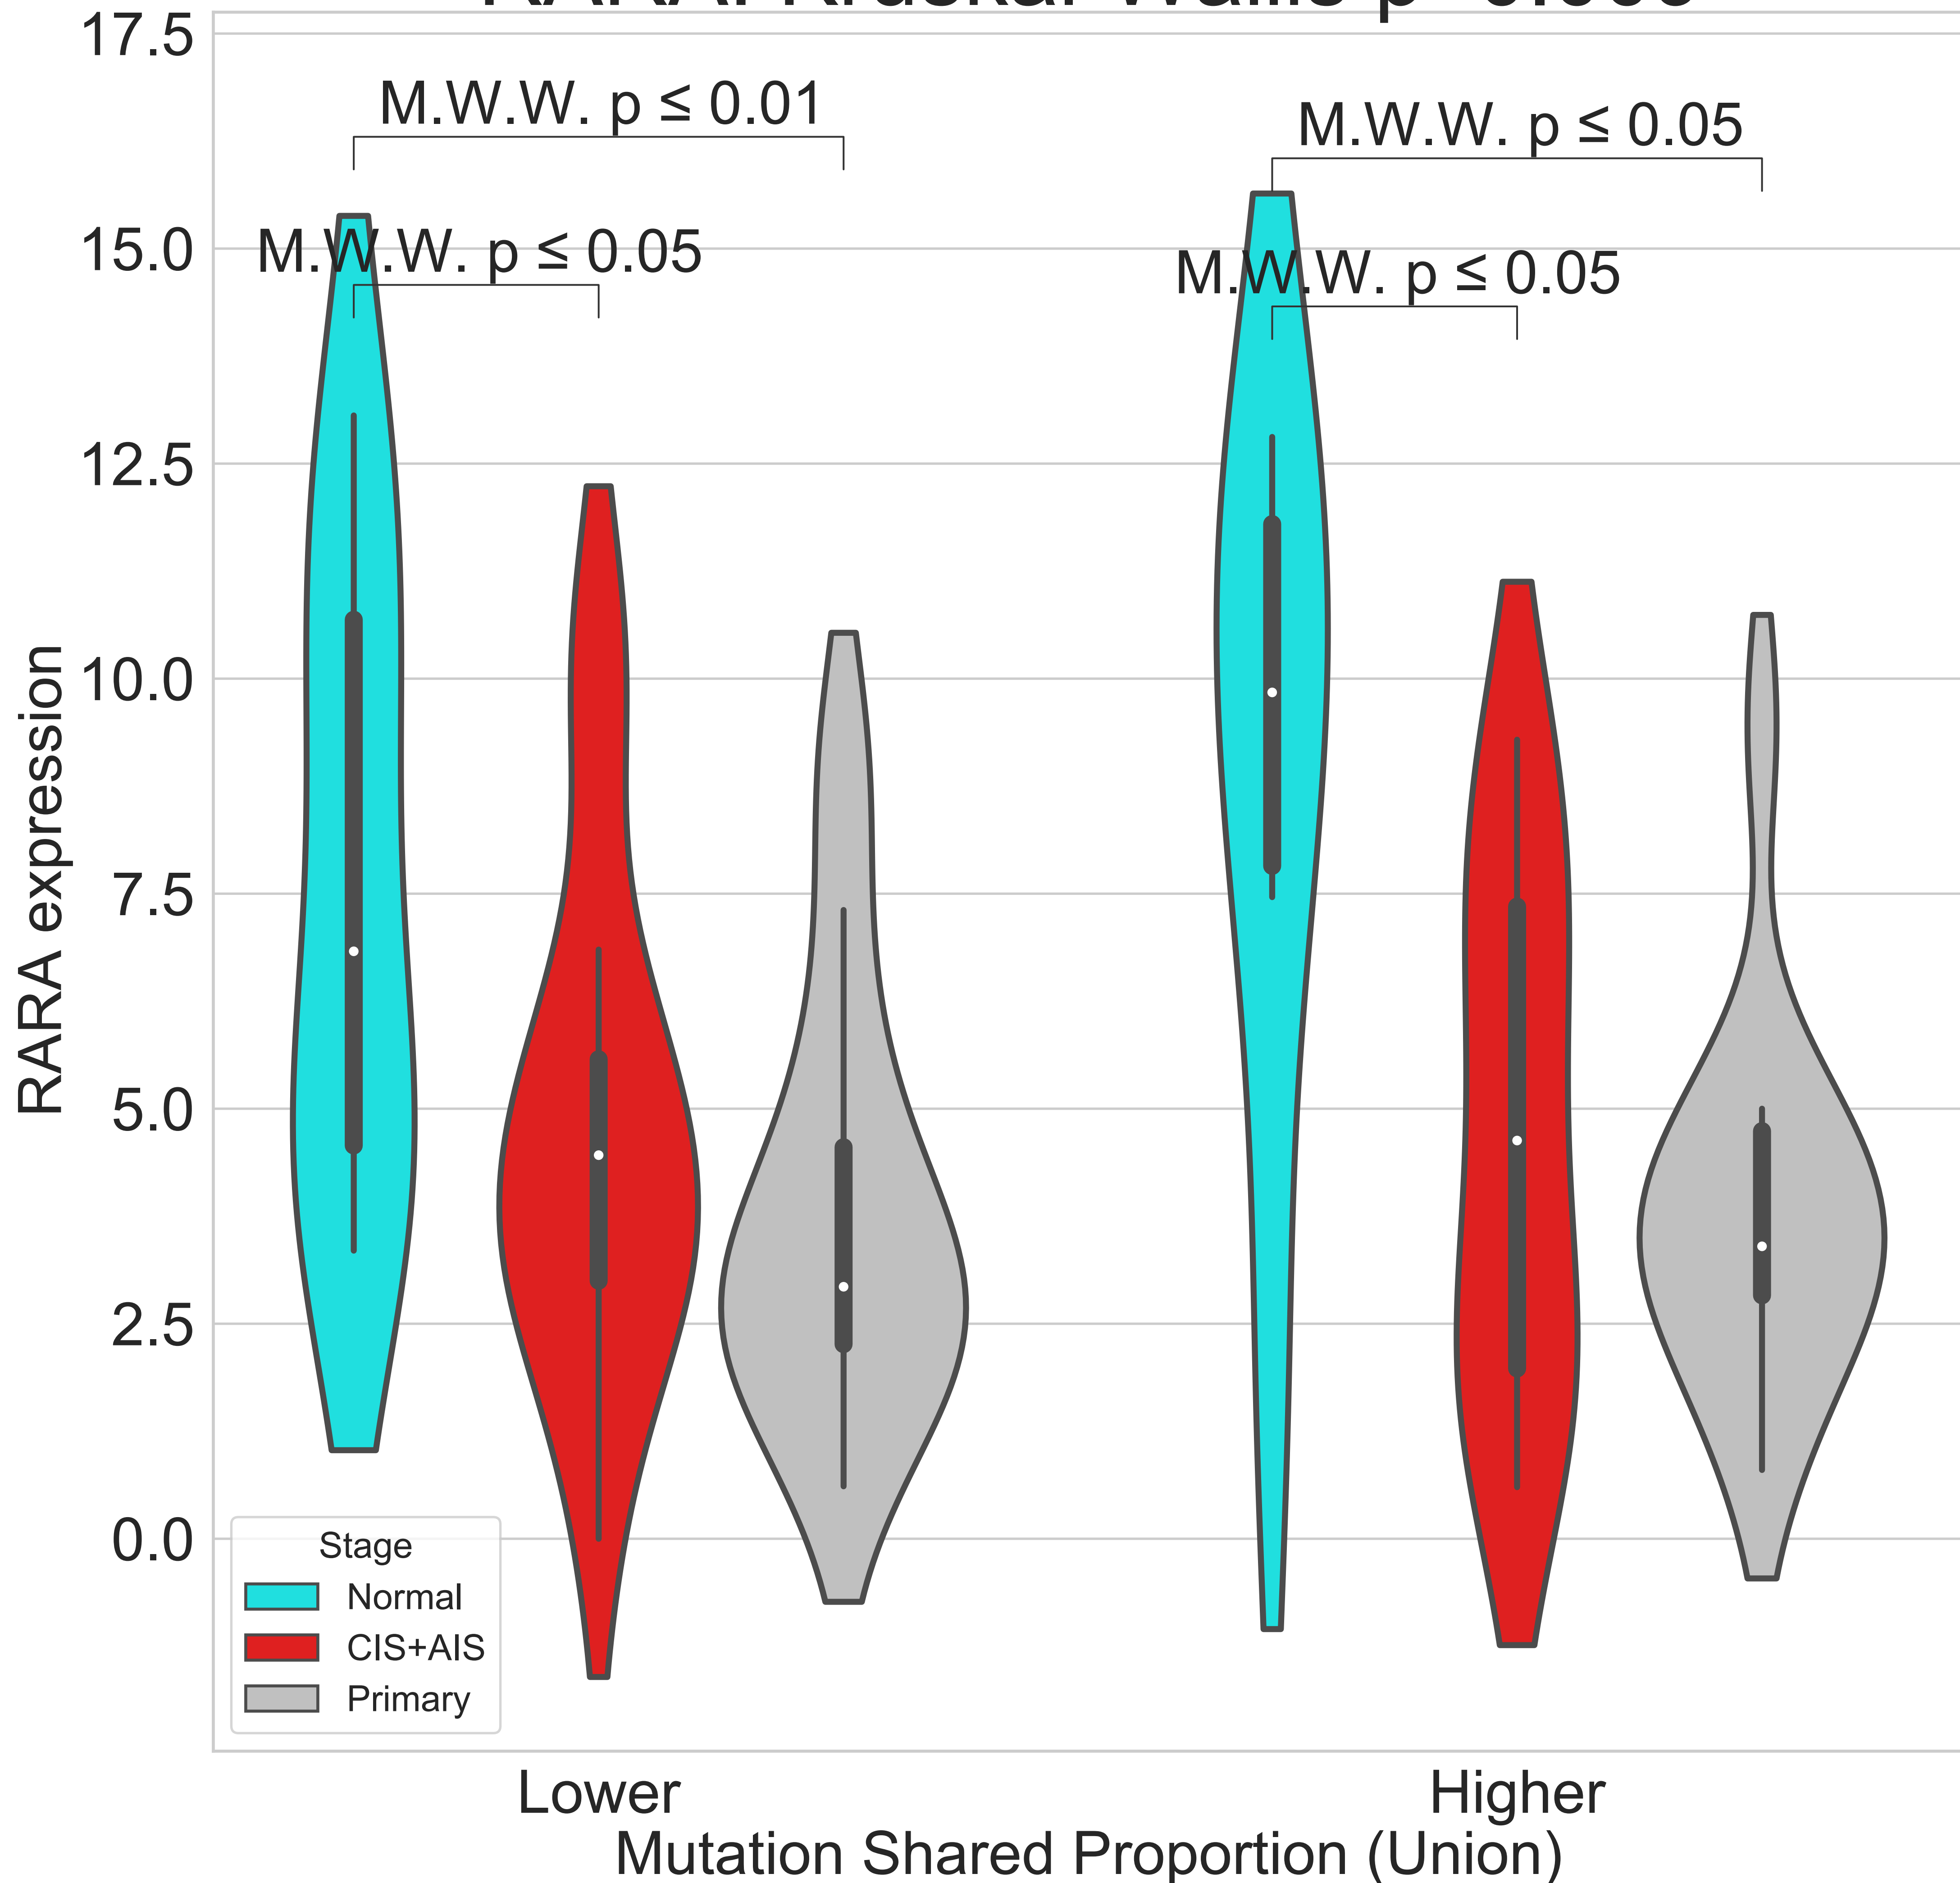 17.5
M.W.W. p ≤ 0.01
M.W.W. p ≤ 0.05
15.0
M.W.W. p ≤ 0.05
M.W.W. p ≤ 0.05
12.5
10.0
7.5
5.0
2.5
0.0
RARA expression
Stage
Normal
CIS+AIS
Primary
Lower
Higher
Mutation Shared Proportion (Union)